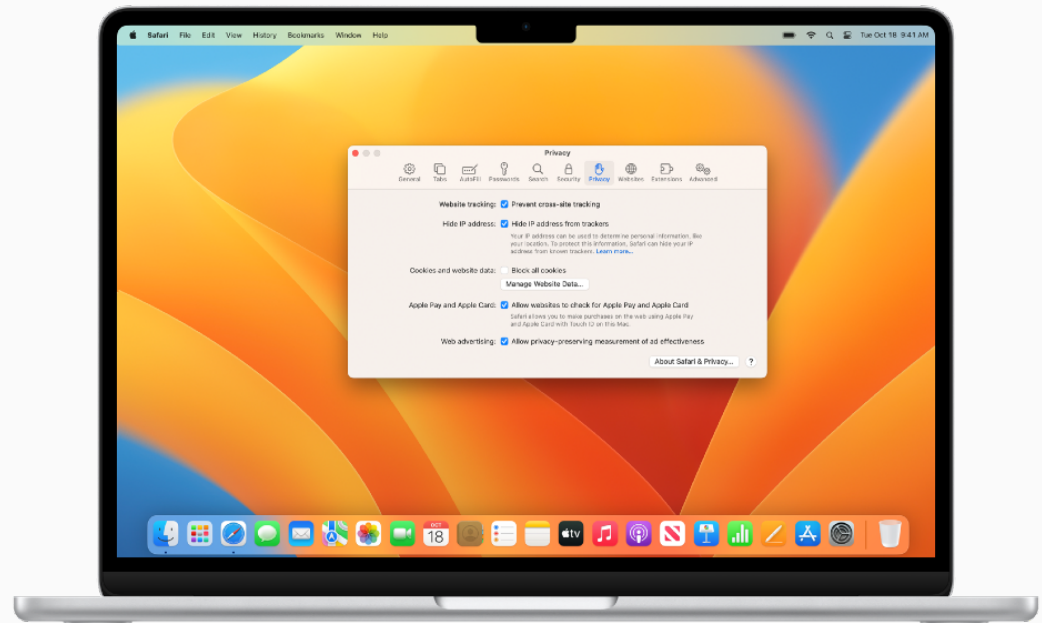 Safari File Edit View History Bookmarks Window Help
Tue Oct 18 9:41 AM
Privacy
General Tabs AutoFill Passwords Search Security Privacy Websites Extensions Advanced
Website tracking: Prevent cross-site tracking
Hide IP address: Hide IP address from trackers
Your IP address can be used to determine personal information, like
your location. To protect this information, Safari can hide your IP
address from known trackers. Learn more...
Cookies and website data: Block all cookies
Manage Website Data...
Apple Pay and Apple Card: Allow websites to check for Apple Pay and Apple Card
Safari allows you to make purchases on the web using Apple Pay
and Apple Card with Touch ID on this Mac.
Web advertising: Allow privacy-preserving measurement of ad effectiveness
About Safari & Privacy... ?
OCT
18
tv